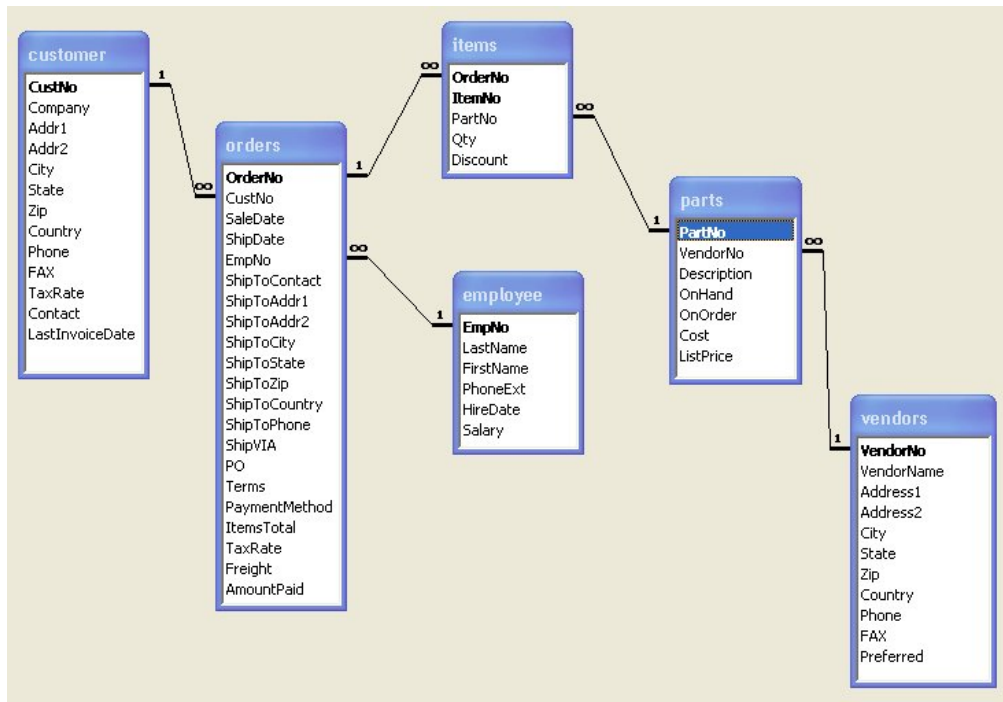 customer
CustNo
Company
Addr1
Addr2
City
State
Zip
Country
Phone
FAX
TaxRate
Contact
LastInvoiceDate
1
∞
orders
OrderNo
CustNo
SaleDate
ShipDate
EmpNo
ShipToContact
ShipToAddr1
ShipToAddr2
ShipToCity
ShipToState
ShipToZip
ShipToCountry
ShipToPhone
ShipVIA
PO
Terms
PaymentMethod
ItemsTotal
TaxRate
Freight
AmountPaid
1
∞
∞
1
items
OrderNo
ItemNo
PartNo
Qty
Discount
∞
1
employee
EmpNo
LastName
FirstName
PhoneExt
HireDate
Salary
parts
PartNo
VendorNo
Description
OnHand
OnOrder
Cost
ListPrice
∞
1
vendors
VendorNo
VendorName
Address1
Address2
City
State
Zip
Country
Phone
FAX
Preferred